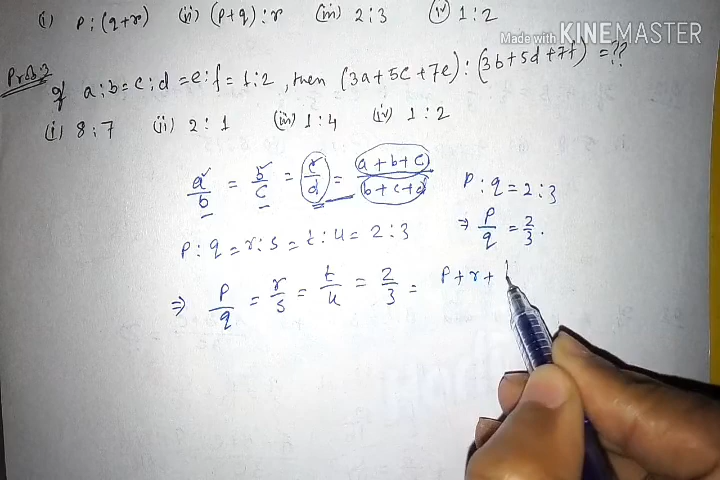 (i) P:(q+r) (ii) (P+q):r (iii) 2:3 (iv) 1:2
Made with KINEMASTER
Prob:3
If a:b=c:d=e:f=1:2, then (3a+5c+7e):(3b+5d+7f)=??
(i) 8:7 (ii) 2:1 (iii) 1:4 (iv) 1:2
a/b = b/c = c/d = (a+b+c)/(b+c+d)
P:q=2:3
P:q=r:s=t:u=2:3
⇒ P/q = 2/3.
⇒ P/q = r/s = t/u = 2/3 = P+r+